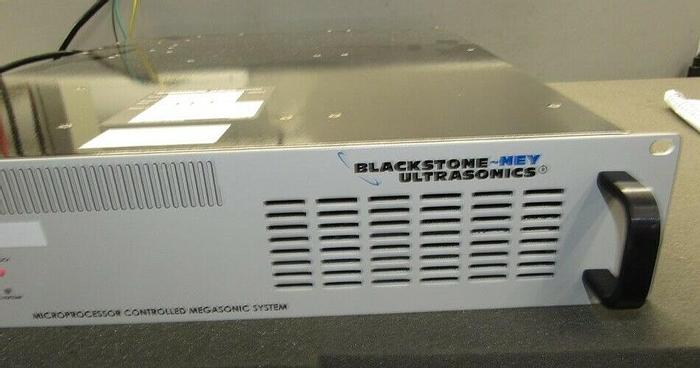 BLACKSTONE~NEY
ULTRASONICS®
MICROPROCESSOR CONTROLLED MEGASONIC SYSTEM